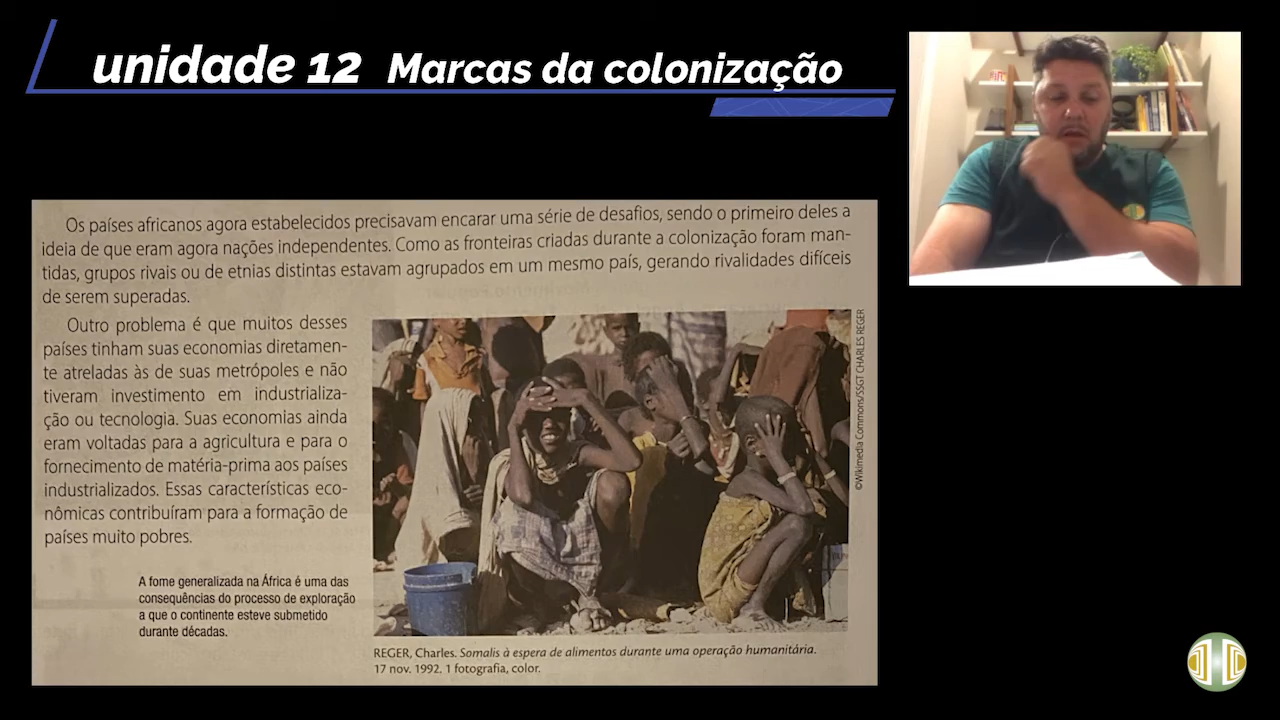 unidade 12 Marcas da colonização
Os países africanos agora estabelecidos precisavam encarar uma série de desafios, sendo o primeiro deles a
ideia de que eram agora nações independentes. Como as fronteiras criadas durante a colonização foram man-
tidas, grupos rivais ou de etnias distintas estavam agrupados em um mesmo país, gerando rivalidades difíceis
de serem superadas.
Outro problema é que muitos desses
países tinham suas economias diretamen-
te atreladas às de suas metrópoles e não
tiveram investimento em industrializa-
ção ou tecnologia. Suas economias ainda
eram voltadas para a agricultura e para o
fornecimento de matéria-prima aos países
industrializados. Essas características eco-
nômicas contribuíram para a formação de
países muito pobres.
A fome generalizada na África é uma das
consequências do processo de exploração
a que o continente esteve submetido
durante décadas.
©Wikimedia Commons/SSGT CHARLES REGER
REGER, Charles. Somalis à espera de alimentos durante uma operação humanitária.
17 nov. 1992. 1 fotografia, color.